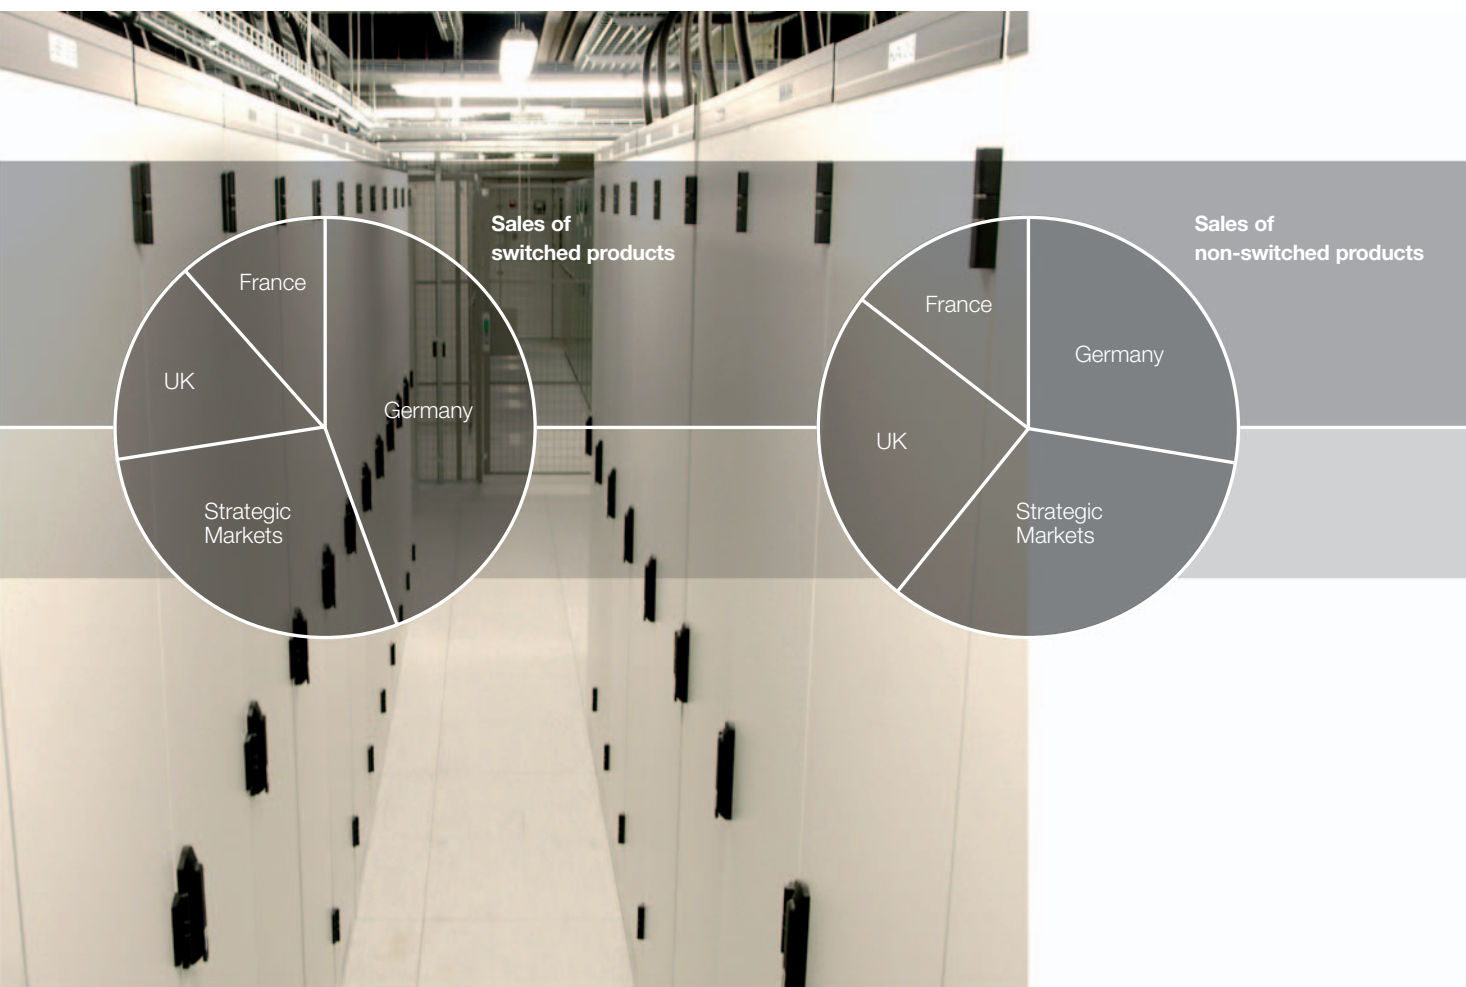 Sales of
switched products
France
UK
Germany
Strategic
Markets
Sales of
non-switched products
France
Germany
UK
Strategic
Markets